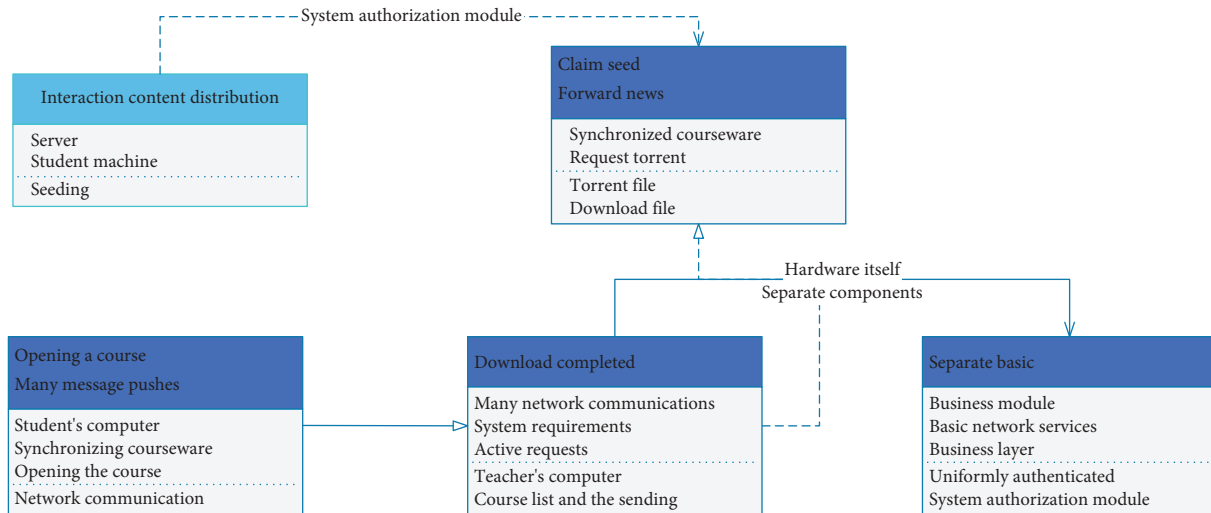 System authorization module
Interaction content distribution
Server
Student machine
Seeding
Claim seed
Forward news
Synchronized courseware
Request torrent
Torrent file
Download file
Hardware itself
Separate components
Opening a course
Many message pushes
Student's computer
Synchronizing courseware
Opening the course
Network communication
Download completed
Many network communications
System requirements
Active requests
Teacher's computer
Course list and the sending
Separate basic
Business module
Basic network services
Business layer
Uniformly authenticated
System authorization module